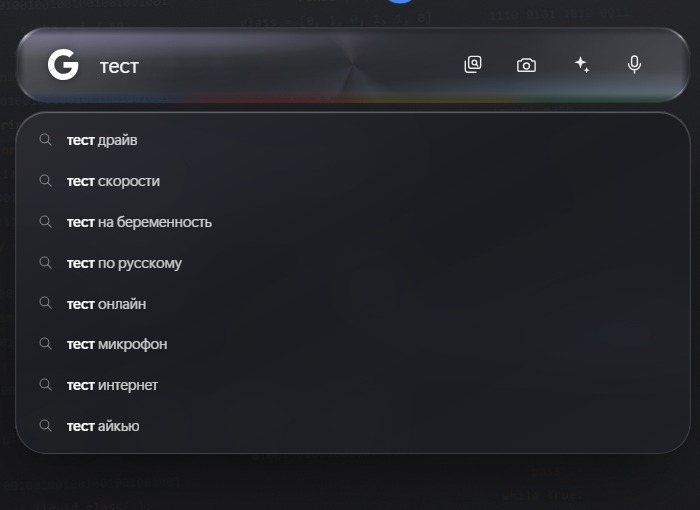 тест
тест драйв
тест скорости
тест на беременность
тест по русскому
тест онлайн
тест микрофон
тест интернет
тест айкью